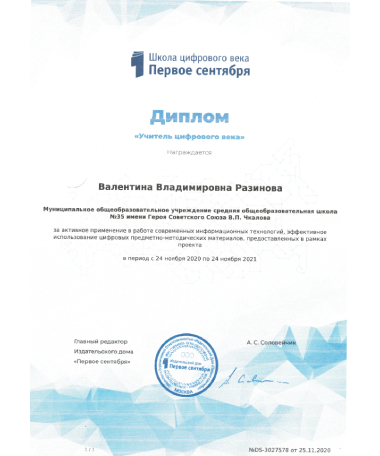 Школа цифрового века
Первое сентября
Диплом
«Учитель цифрового века»
Награждается
Валентина Владимировна Разинова
Муниципальное общеобразовательное учреждение средняя общеобразовательная школа
№35 имени Героя Советского Союза В.П. Чкалова
за активное применение в работе современных информационных технологий, эффективное
использование цифровых предметно-методических материалов, предоставленных в рамках
проекта
в период с 24 ноября 2020 по 24 ноября 2021
Главный редактор
Издательского дома
«Первое сентября»
А. С. Соловейчик
ООО
Издательский дом
Первое сентября
МОСКВА
№DS-3027578 от 25.11.2020